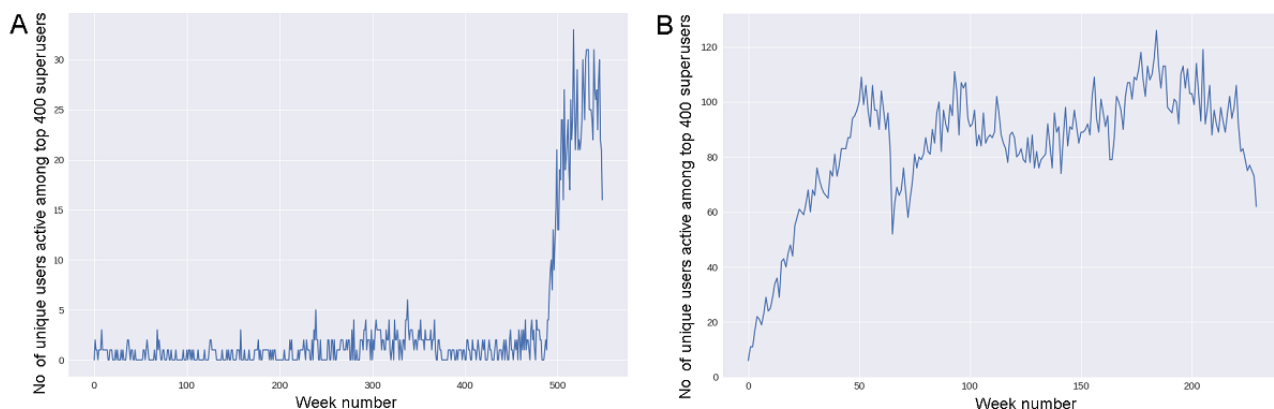 A
No of unique users active among top 400 superusers
30
25
20
15
10
5
0
0 100 200 300 400 500
Week number
B
No of unique users active among top 400 superusers
120
100
80
60
40
20
0
0 50 100 150 200
Week number